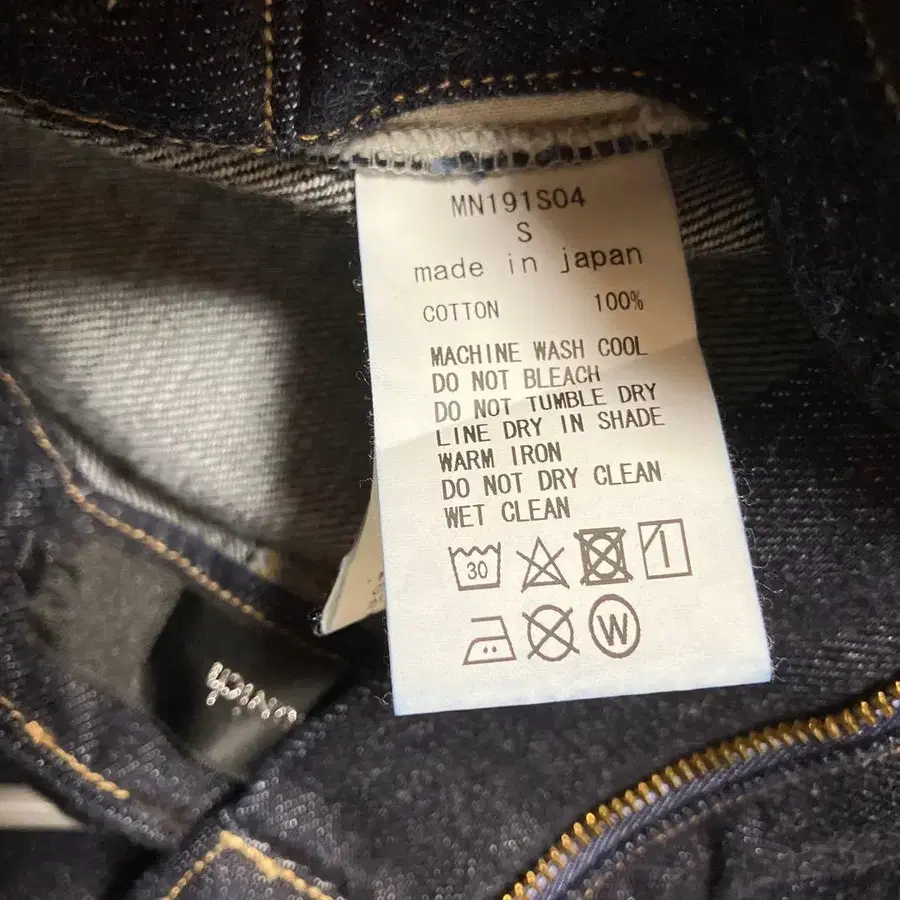 MN191S04
S
made in japan
COTTON 100%
MACHINE WASH COOL
DO NOT BLEACH
DO NOT TUMBLE DRY
LINE DRY IN SHADE
WARM IRON
DO NOT DRY CLEAN
WET CLEAN
30
W